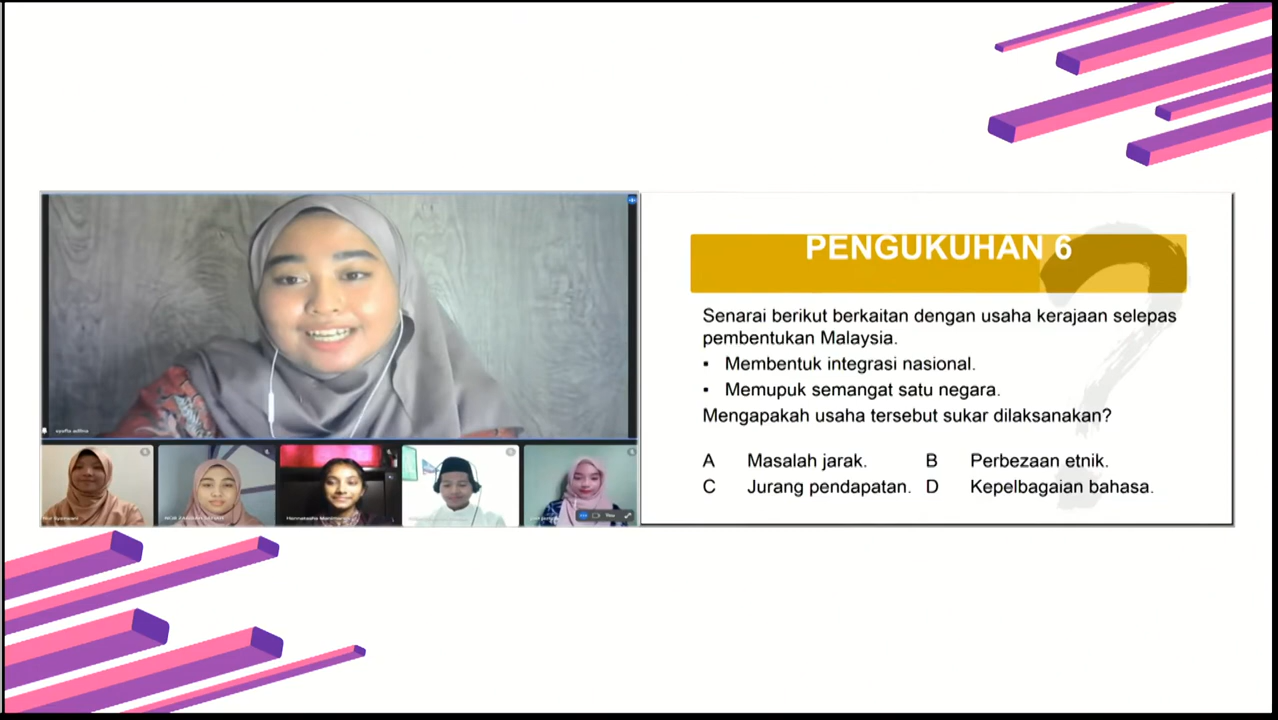 PENGUKUHAN 6
Senarai berikut berkaitan dengan usaha kerajaan selepas
pembentukan Malaysia.
▪ Membentuk integrasi nasional.
▪ Memupuk semangat satu negara.
Mengapakah usaha tersebut sukar dilaksanakan?
A Masalah jarak. B Perbezaan etnik.
C Jurang pendapatan. D Kepelbagaian bahasa.
You